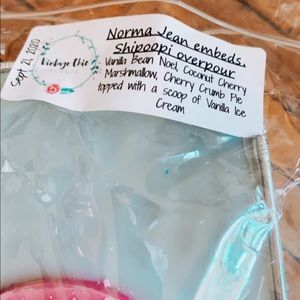 Sept 21, 2020
Vintage Chic
Norma Jean embeds.
Shipoopi overpour
Vanilla Bean Noel, Coconut Cherry
Marshmallow, Cherry Crumb Pie
topped with a scoop of Vanilla Ice
Cream